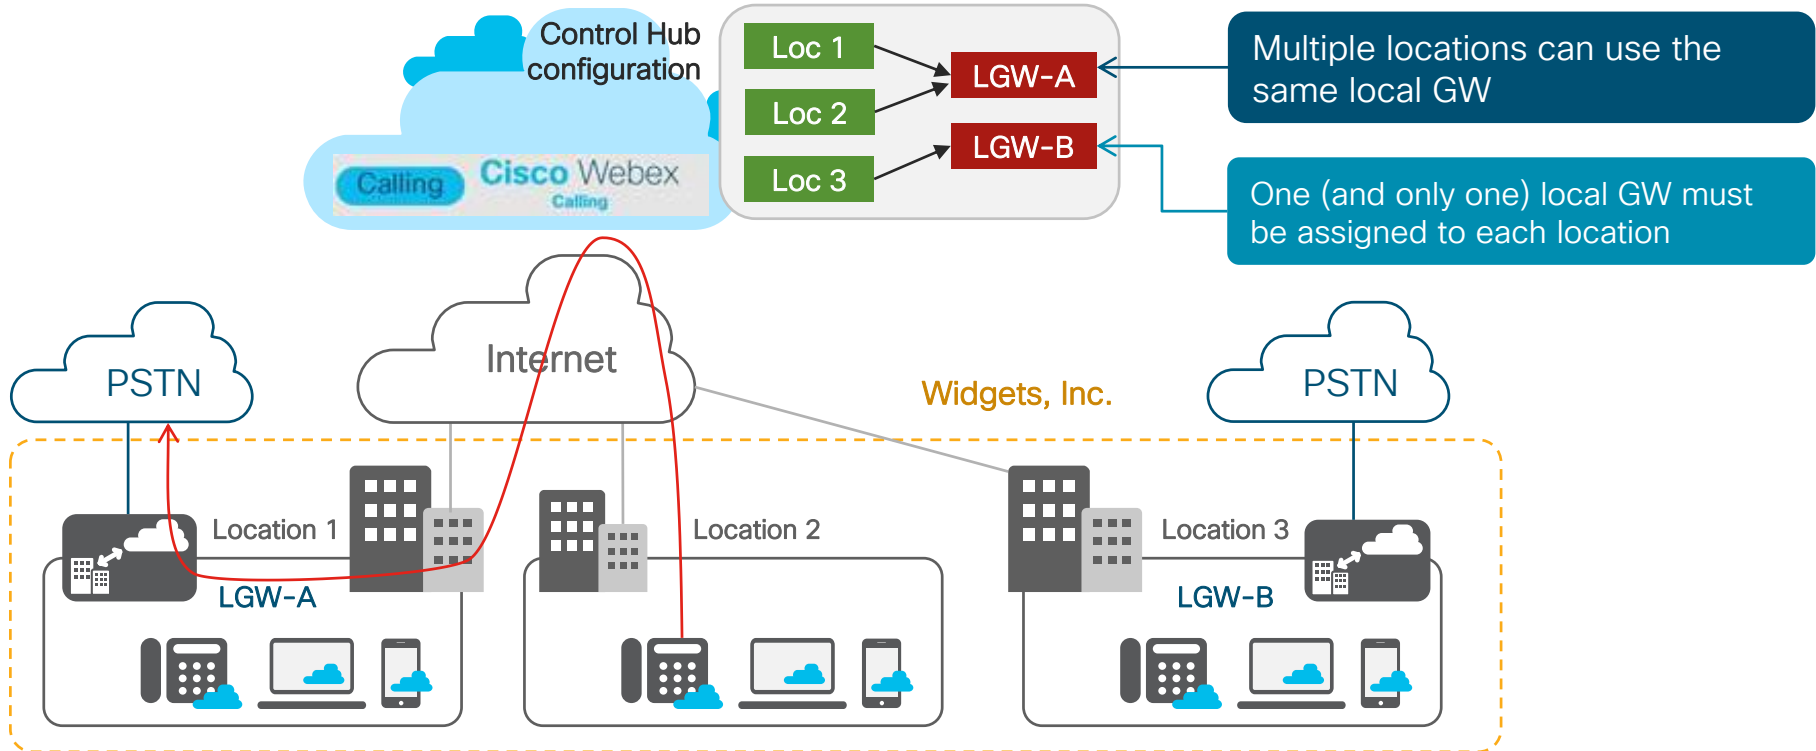 Control Hub
configuration
Loc 1
Loc 2
Loc 3
LGW-A
LGW-B
Multiple locations can use the
same local GW
One (and only one) local GW must
be assigned to each location
Calling
Cisco Webex
Calling
Internet
PSTN
Widgets, Inc.
PSTN
Location 1
LGW-A
Location 2
Location 3
LGW-B